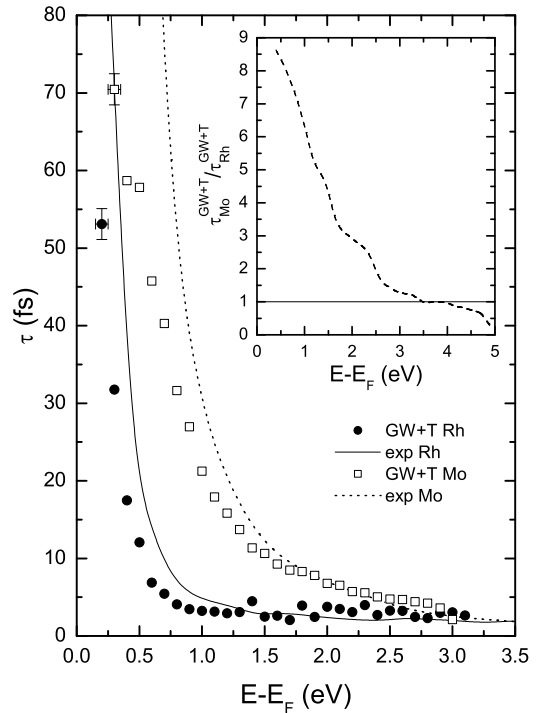 80
70
60
50
40
30
20
10
0
τ (fs)
0.0 0.5 1.0 1.5 2.0 2.5 3.0 3.5
E-E_F (eV)
9
8
7
6
5
4
3
2
1
0
τ_Mo^GW+T/τ_Rh^GW+T
0 1 2 3 4 5
E-E_F (eV)
GW+T Rh
exp Rh
GW+T Mo
exp Mo